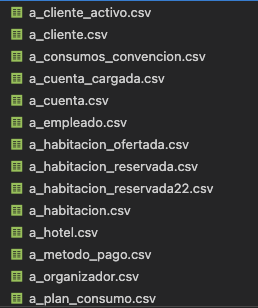 a_cliente_activo.csv
a_cliente.csv
a_consumos_convencion.csv
a_cuenta_cargada.csv
a_cuenta.csv
a_empleado.csv
a_habitacion_ofertada.csv
a_habitacion_reservada.csv
a_habitacion_reservada22.csv
a_habitacion.csv
a_hotel.csv
a_metodo_pago.csv
a_organizador.csv
a_plan_consumo.csv